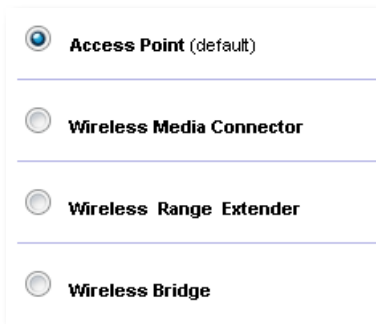 Access Point (default)
Wireless Media Connector
Wireless Range Extender
Wireless Bridge